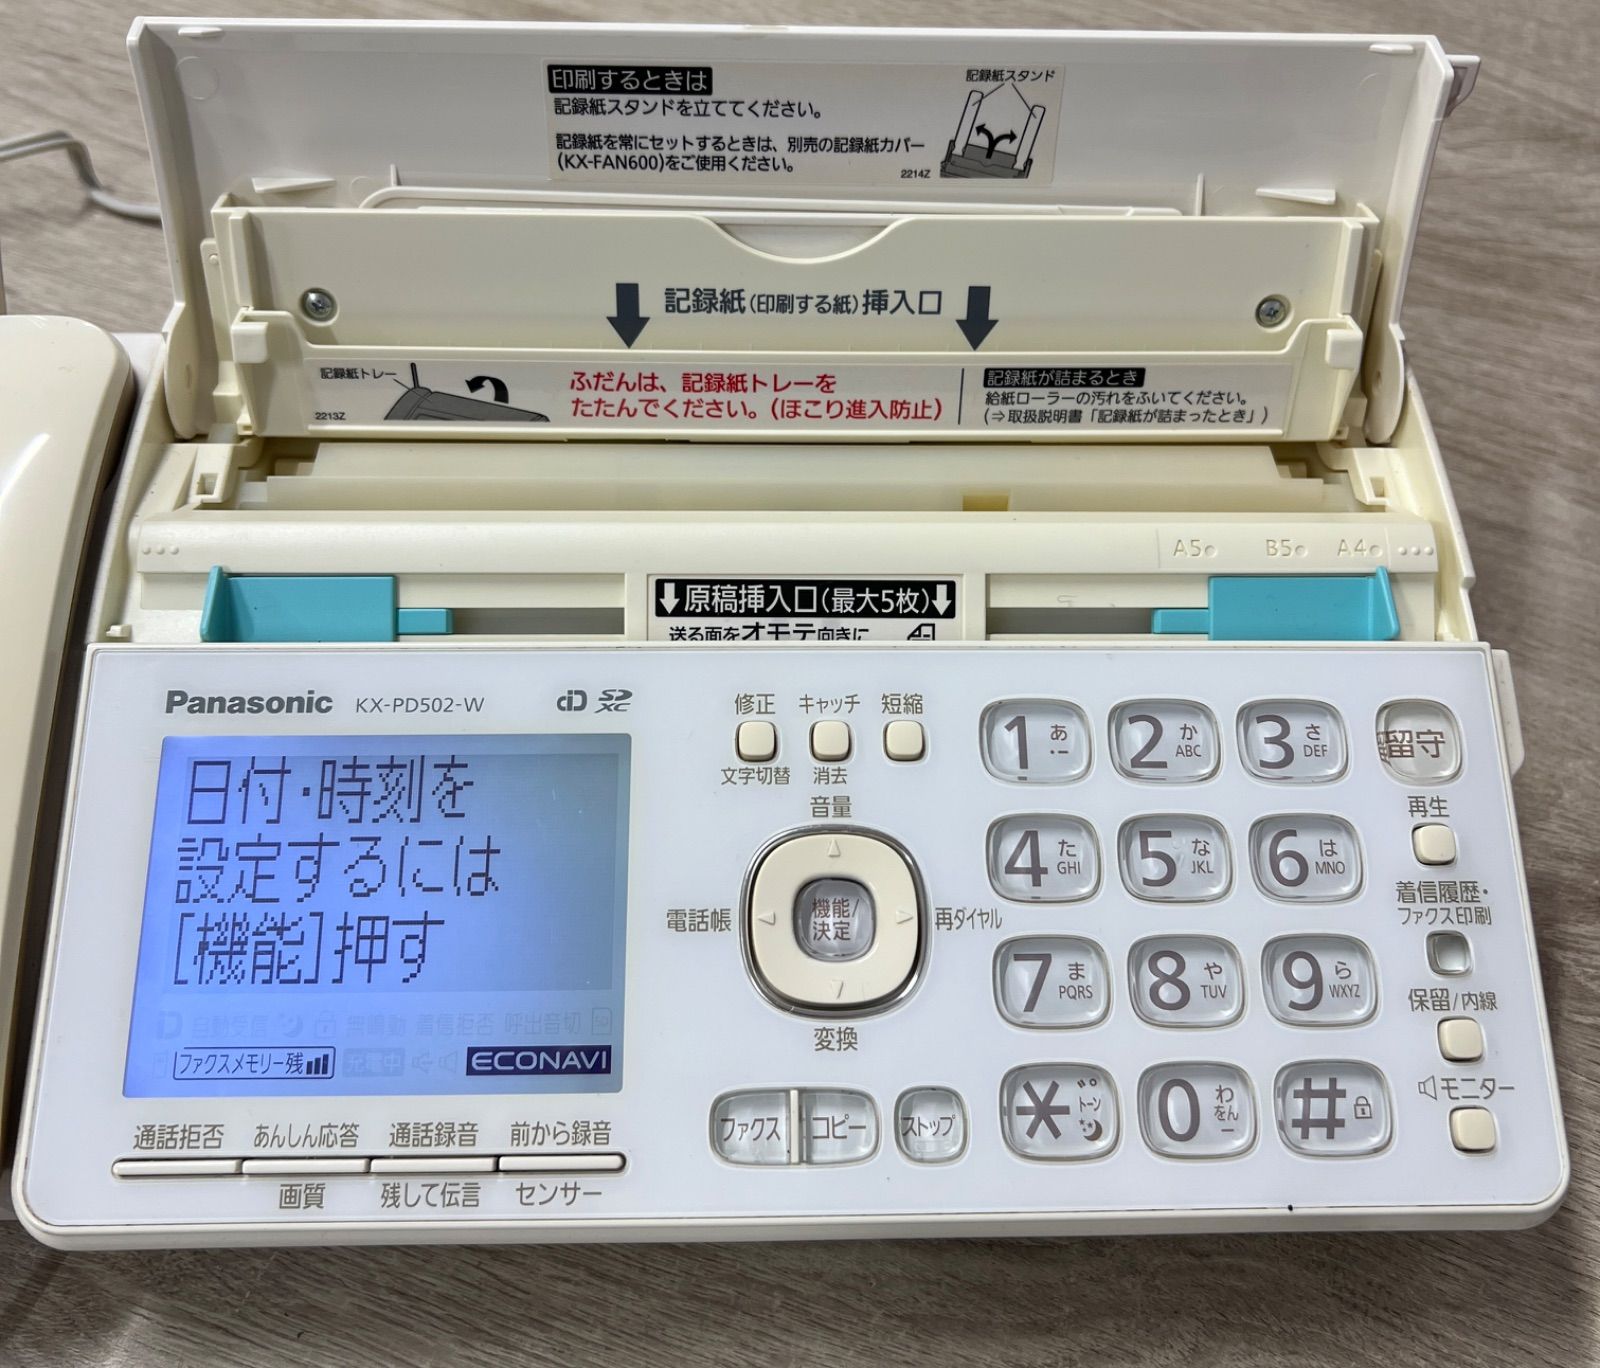 印刷するときは
記録紙スタンド
記録紙スタンドを立ててください。
記録紙を常にセットするときは、別売の記録紙カバー
(KX-FAN600)をご使用ください。
2214Z
記録紙(印刷する紙)挿入口
記録紙トレー
2213Z
ふだんは、記録紙トレーを
たたんでください。(ほこり進入防止)
記録紙が詰まるとき
給紙ローラーの汚れをふいてください。
(⇒取扱説明書「記録紙が詰まったとき」)
A5 B5 A4
原稿挿入口(最大5枚)
送る面をオモテ向きに
Panasonic KX-PD502-W
SDXC
日付・時刻を
設定するには
[機能]押す
自動受信 無鳴動 着信拒否 呼出音切
ファクスメモリー残 充電中 ECONAVI
通話拒否 あんしん応答 通話録音 前から録音
画質 残して伝言 センサー
修正 キャッチ 短縮
文字切替 消去
音量
電話帳 機能/決定 再ダイヤル
変換
ファクス コピー ストップ
1 あ .-
2 か ABC
3 さ DEF
4 た GHI
5 な JKL
6 は MNO
7 ま PQRS
8 や TUV
9 ら WXYZ
* トーン
0 わをんー
#
留守
再生
着信履歴・
ファクス印刷
保留/内線
モニター